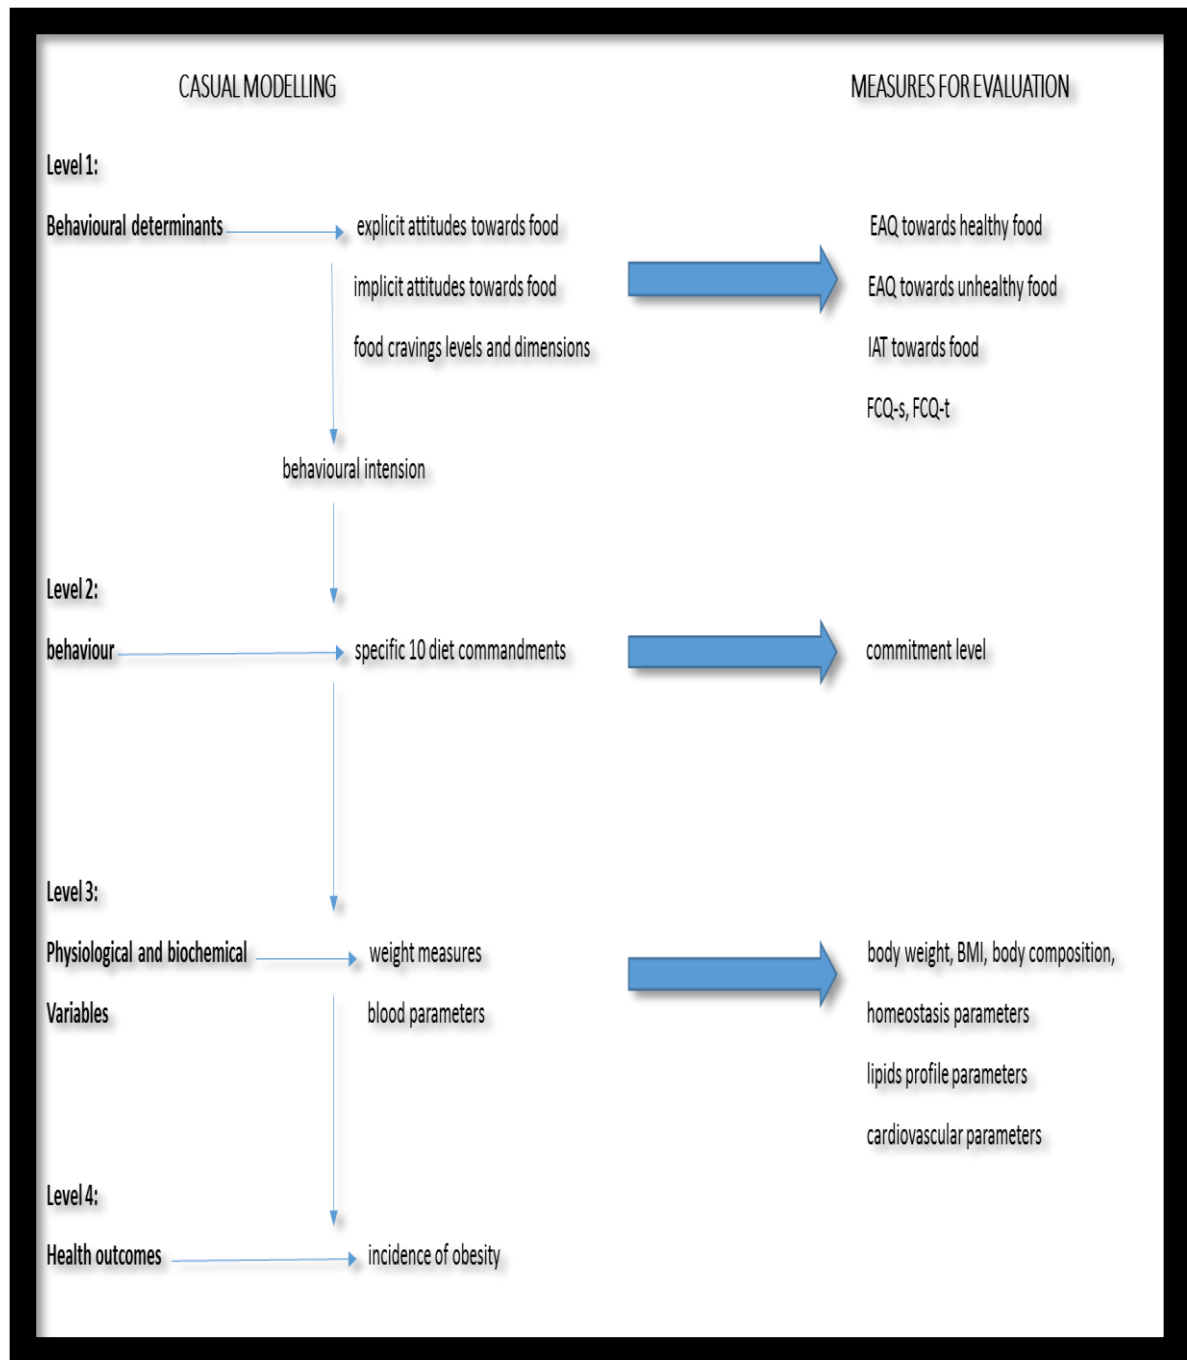 CASUAL MODELLING MEASURES FOR EVALUATION
Level 1:
Behavioural determinants explicit attitudes towards food EAQ towards healthy food
implicit attitudes towards food EAQ towards unhealthy food
food cravings levels and dimensions IAT towards food
FCQ-s, FCQ-t
behavioural intension
Level 2:
behaviour specific 10 diet commandments commitment level
Level 3:
Physiological and biochemical weight measures body weight, BMI, body composition,
Variables blood parameters homeostasis parameters
lipids profile parameters
cardiovascular parameters
Level 4:
Health outcomes incidence of obesity